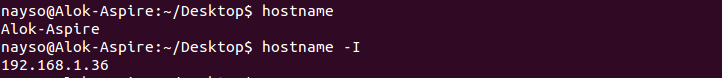 nayso@Alok-Aspire:~/Desktop$ hostname
Alok-Aspire
nayso@Alok-Aspire:~/Desktop$ hostname -I
192.168.1.36